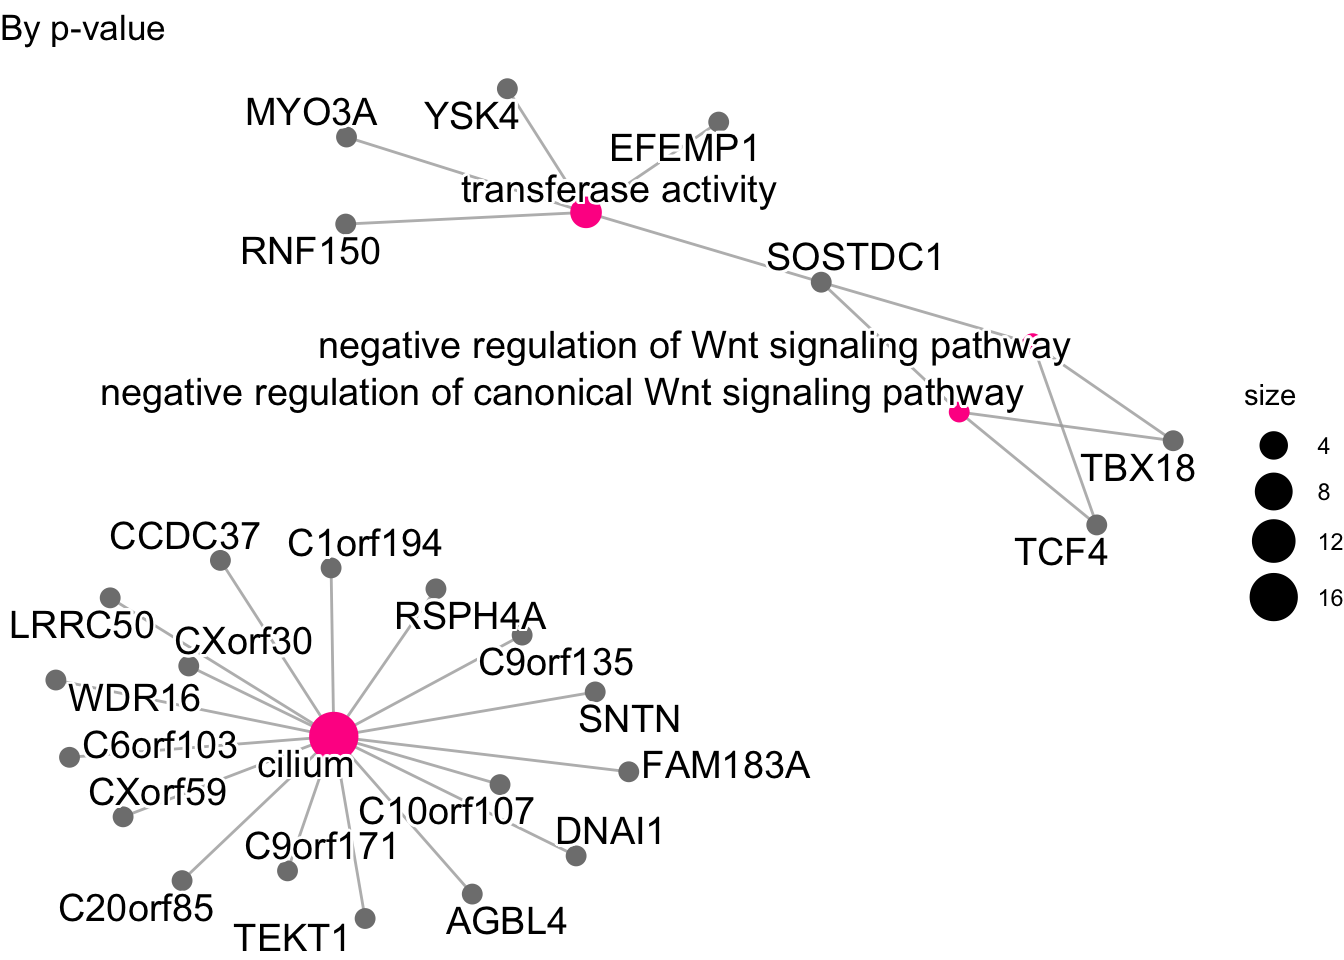 By p-value
MYO3A
YSK4
EFEMP1
transferase activity
RNF150
SOSTDC1
negative regulation of Wnt signaling pathway
negative regulation of canonical Wnt signaling pathway
size
4
8
12
16
TBX18
TCF4
CCDC37
C1orf194
LRRC50
RSPH4A
CXorf30
C9orf135
WDR16
SNTN
C6orf103
cilium
FAM183A
CXorf59
C10orf107
DNAI1
C9orf171
C20orf85
TEKT1
AGBL4